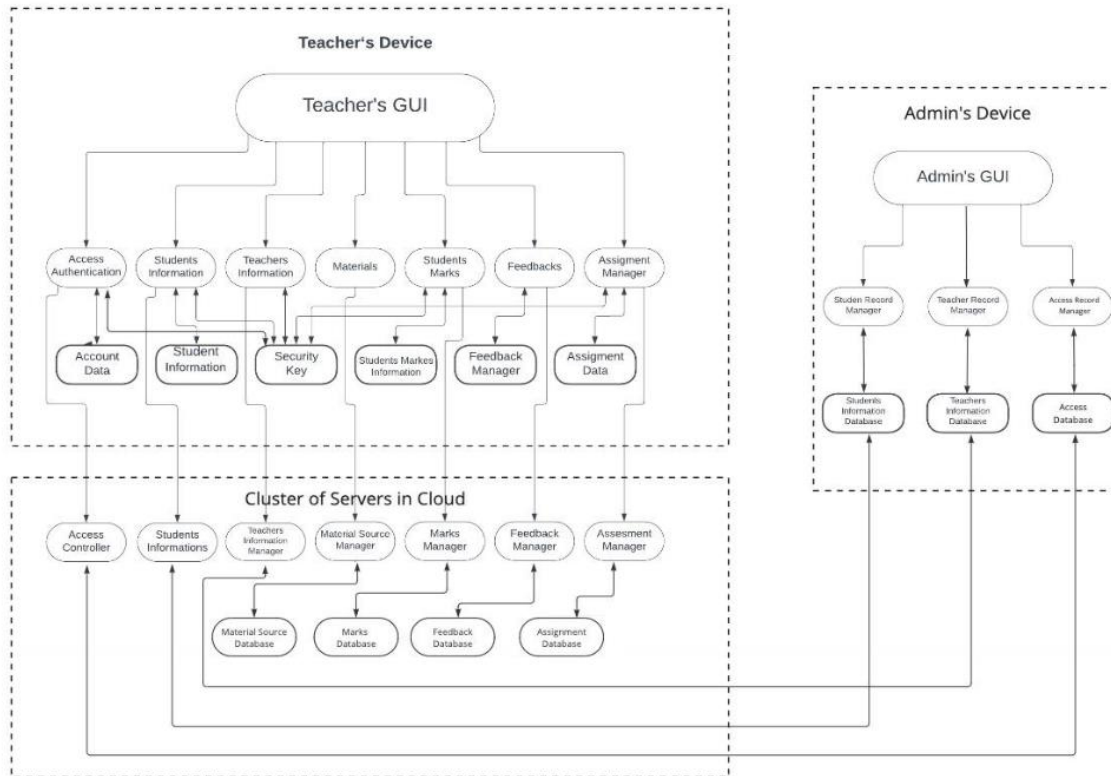 Teacher's Device
Teacher's GUI
Access
Authentication
Students
Information
Teachers
Information
Materials
Students
Marks
Feedbacks
Assigment
Manager
Account
Data
Student
Information
Security
Key
Students Markes
Information
Feedback
Manager
Assigment
Data
Admin's Device
Admin's GUI
Studen Record
Manager
Teacher Record
Manager
Access Record
Manager
Students
Information
Database
Teachers
Information
Database
Access
Database
Cluster of Servers in Cloud
Access
Controller
Students
Informations
Teachers
Information
Manager
Material Source
Manager
Marks
Manager
Feedback
Manager
Assesment
Manager
Material Source
Database
Marks
Database
Feedback
Database
Assignment
Database